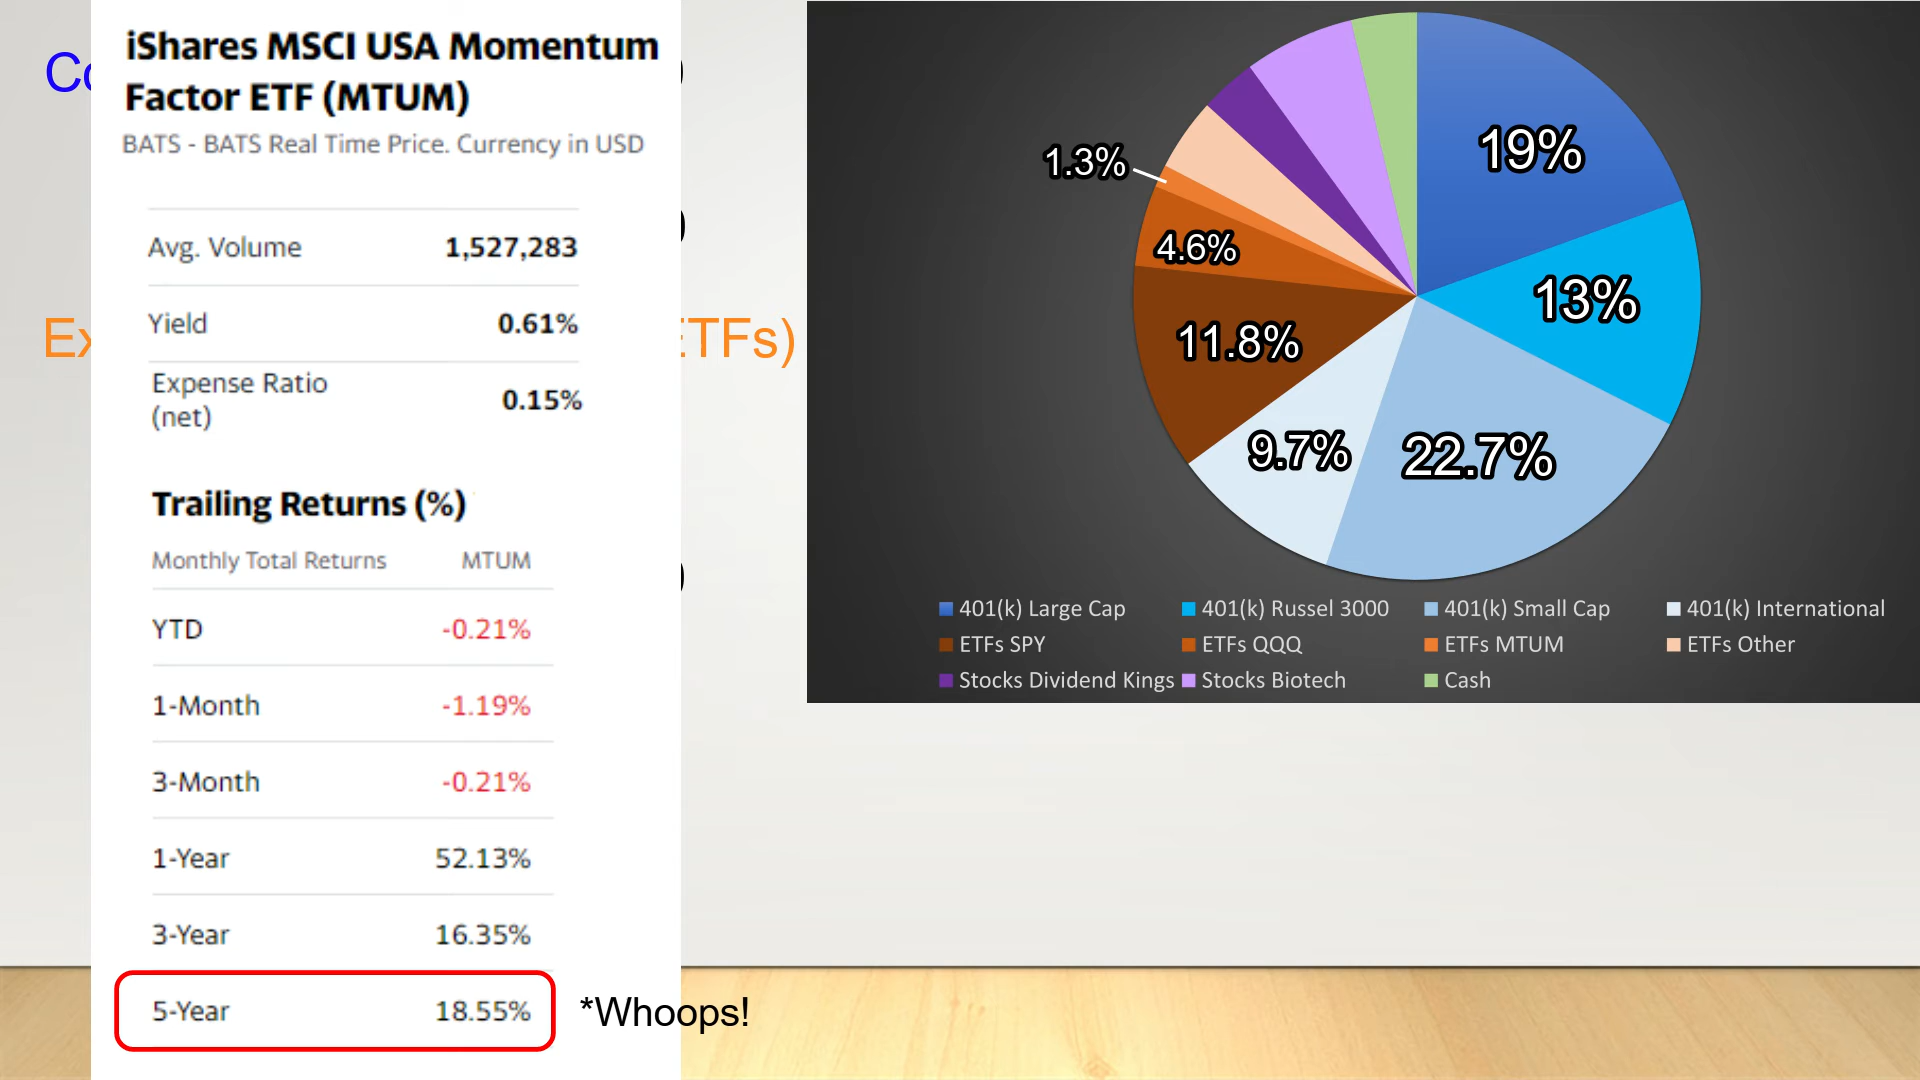 iShares MSCI USA Momentum
Factor ETF (MTUM)
BATS - BATS Real Time Price. Currency in USD
Avg. Volume 1,527,283
Yield 0.61%
Expense Ratio
(net) 0.15%
Trailing Returns (%)
Monthly Total Returns MTUM
YTD -0.21%
1-Month -1.19%
3-Month -0.21%
1-Year 52.13%
3-Year 16.35%
5-Year 18.55%
*Whoops!
Co
)
)
Ex
ETFs)
)
19%
13%
22.7%
9.7%
11.8%
4.6%
1.3%
401(k) Large Cap 401(k) Russel 3000 401(k) Small Cap 401(k) International
ETFs SPY ETFs QQQ ETFs MTUM ETFs Other
Stocks Dividend Kings Stocks Biotech Cash